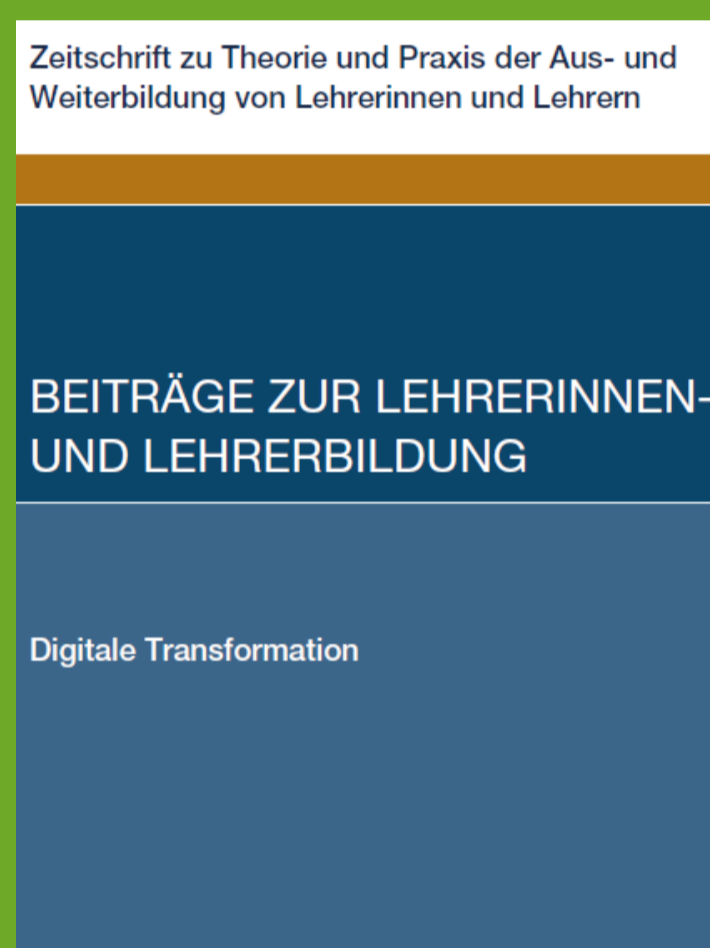 Zeitschrift zu Theorie und Praxis der Aus- und
Weiterbildung von Lehrerinnen und Lehrern
BEITRÄGE ZUR LEHRERINNEN-
UND LEHRERBILDUNG
Digitale Transformation